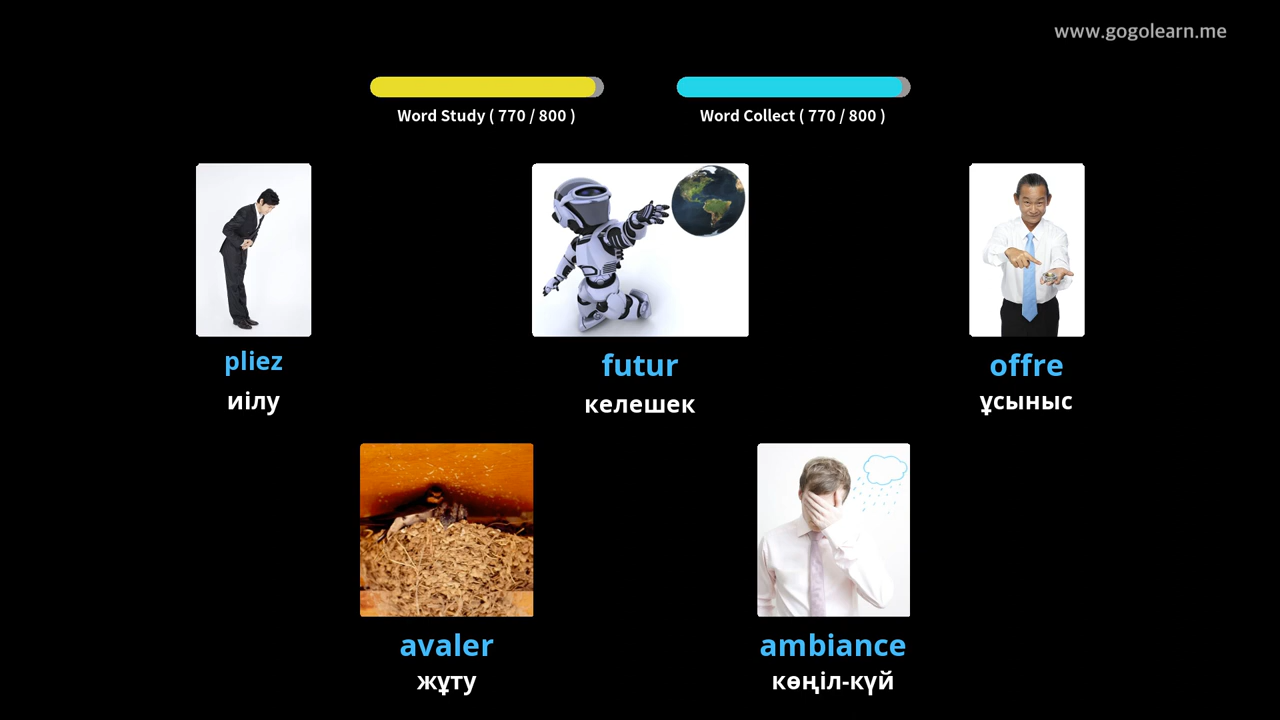 www.gogolearn.me
Word Study ( 770 / 800 )
Word Collect ( 770 / 800 )
pliez
иілу
futur
келешек
offre
ұсыныс
avaler
жұту
ambiance
көңіл-күй